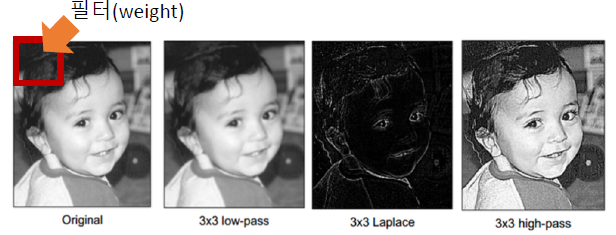 필터(weight)
Original
3x3 low-pass
3x3 Laplace
3x3 high-pass